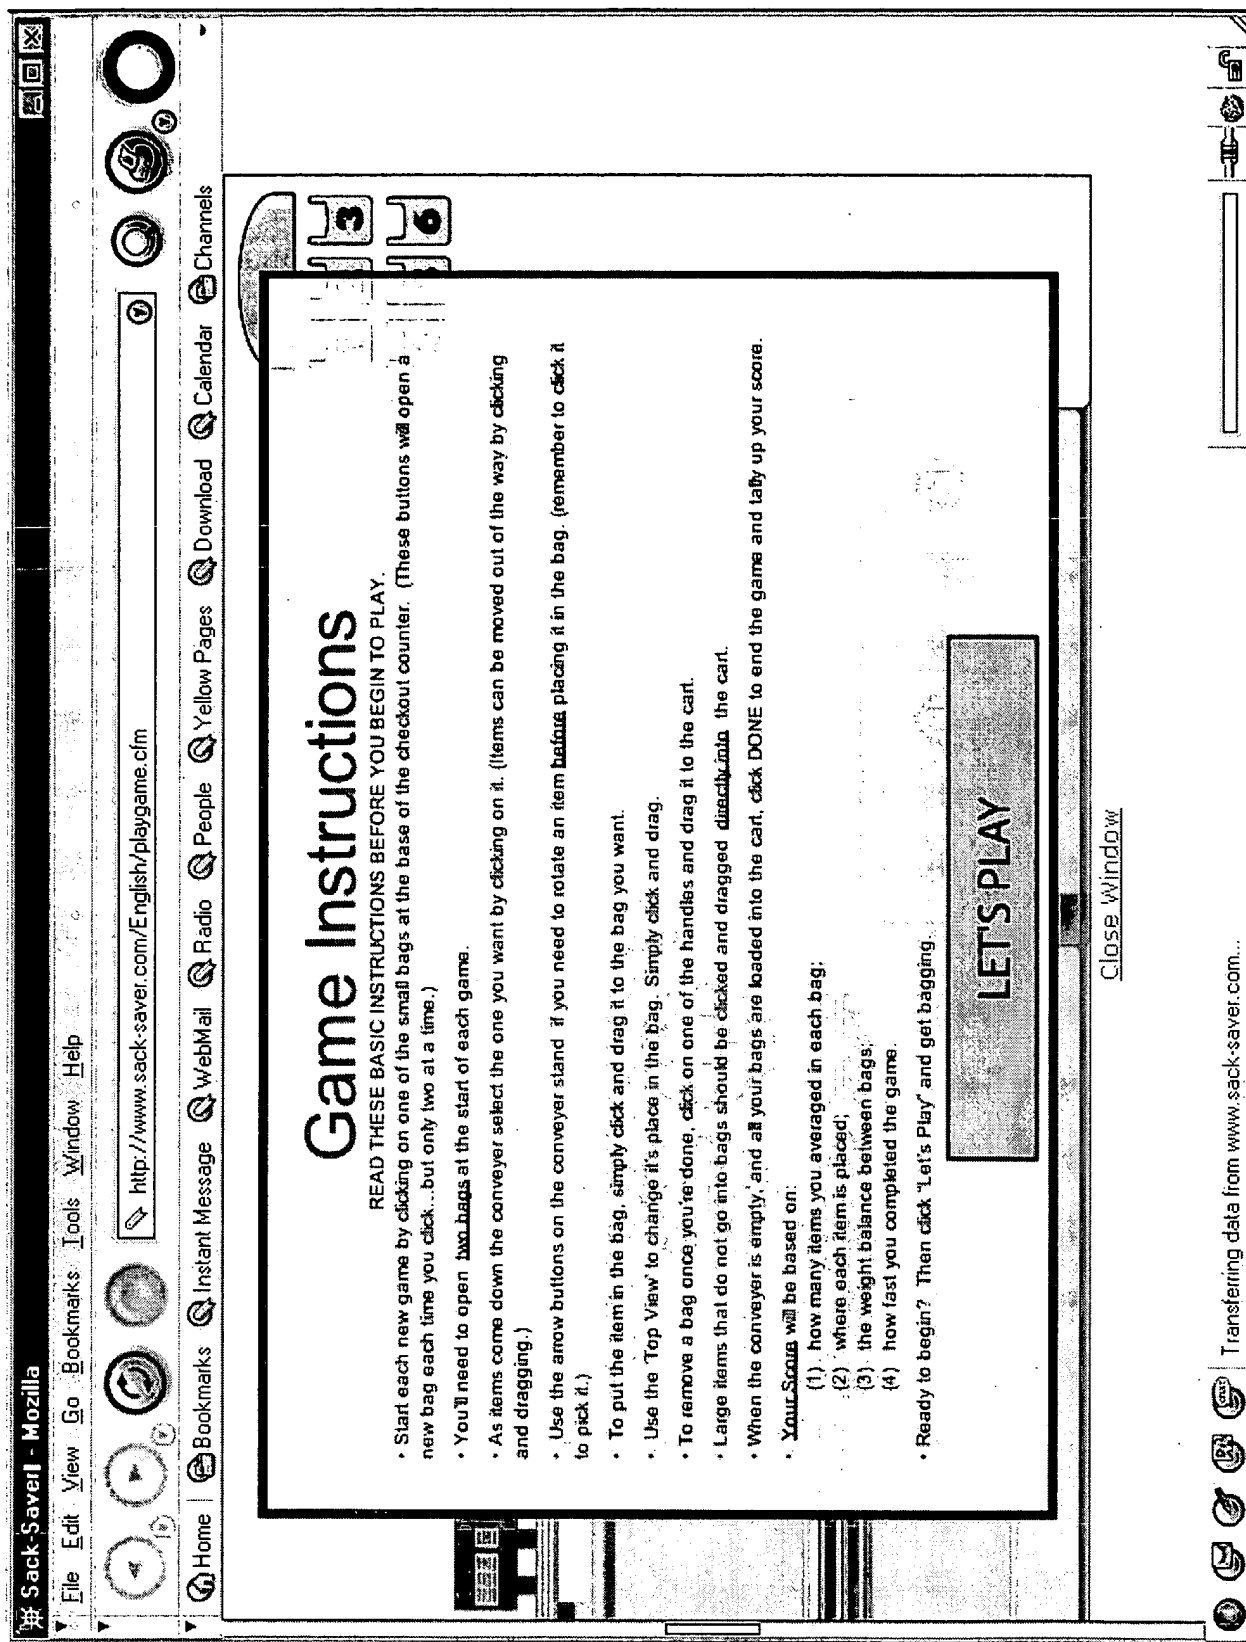 Sack-Saver! - Mozilla
File Edit View Go Bookmarks Tools Window Help
http://www.sack-saver.com/English/playgame.cfm
Home Bookmarks Instant Message WebMail Radio People Yellow Pages Download Calendar Channels
3
6
Game Instructions
READ THESE BASIC INSTRUCTIONS BEFORE YOU BEGIN TO PLAY.
• Start each new game by clicking on one of the small bags at the base of the checkout counter. (These buttons will open a
new bag each time you click...but only two at a time.)
• You'll need to open two bags at the start of each game.
• As items come down the conveyer select the one you want by clicking on it. (Items can be moved out of the way by clicking
and dragging.)
• Use the arrow buttons on the conveyer stand if you need to rotate an item before placing it in the bag. (remember to click it
to pick it.)
• To put the item in the bag, simply click and drag it to the bag you want.
• Use the 'Top View' to change it's place in the bag. Simply click and drag.
• To remove a bag once you're done, click on one of the handles and drag it to the cart.
• Large items that do not go into bags should be clicked and dragged directly into the cart.
• When the conveyer is empty, and all your bags are loaded into the cart, click DONE to end the game and tally up your score.
• Your Score will be based on:
(1) how many items you averaged in each bag;
(2) where each item is placed;
(3) the weight balance between bags;
(4) how fast you completed the game.
• Ready to begin? Then click "Let's Play" and get bagging.
LET'S PLAY
Close Window
Transferring data from www.sack-saver.com...